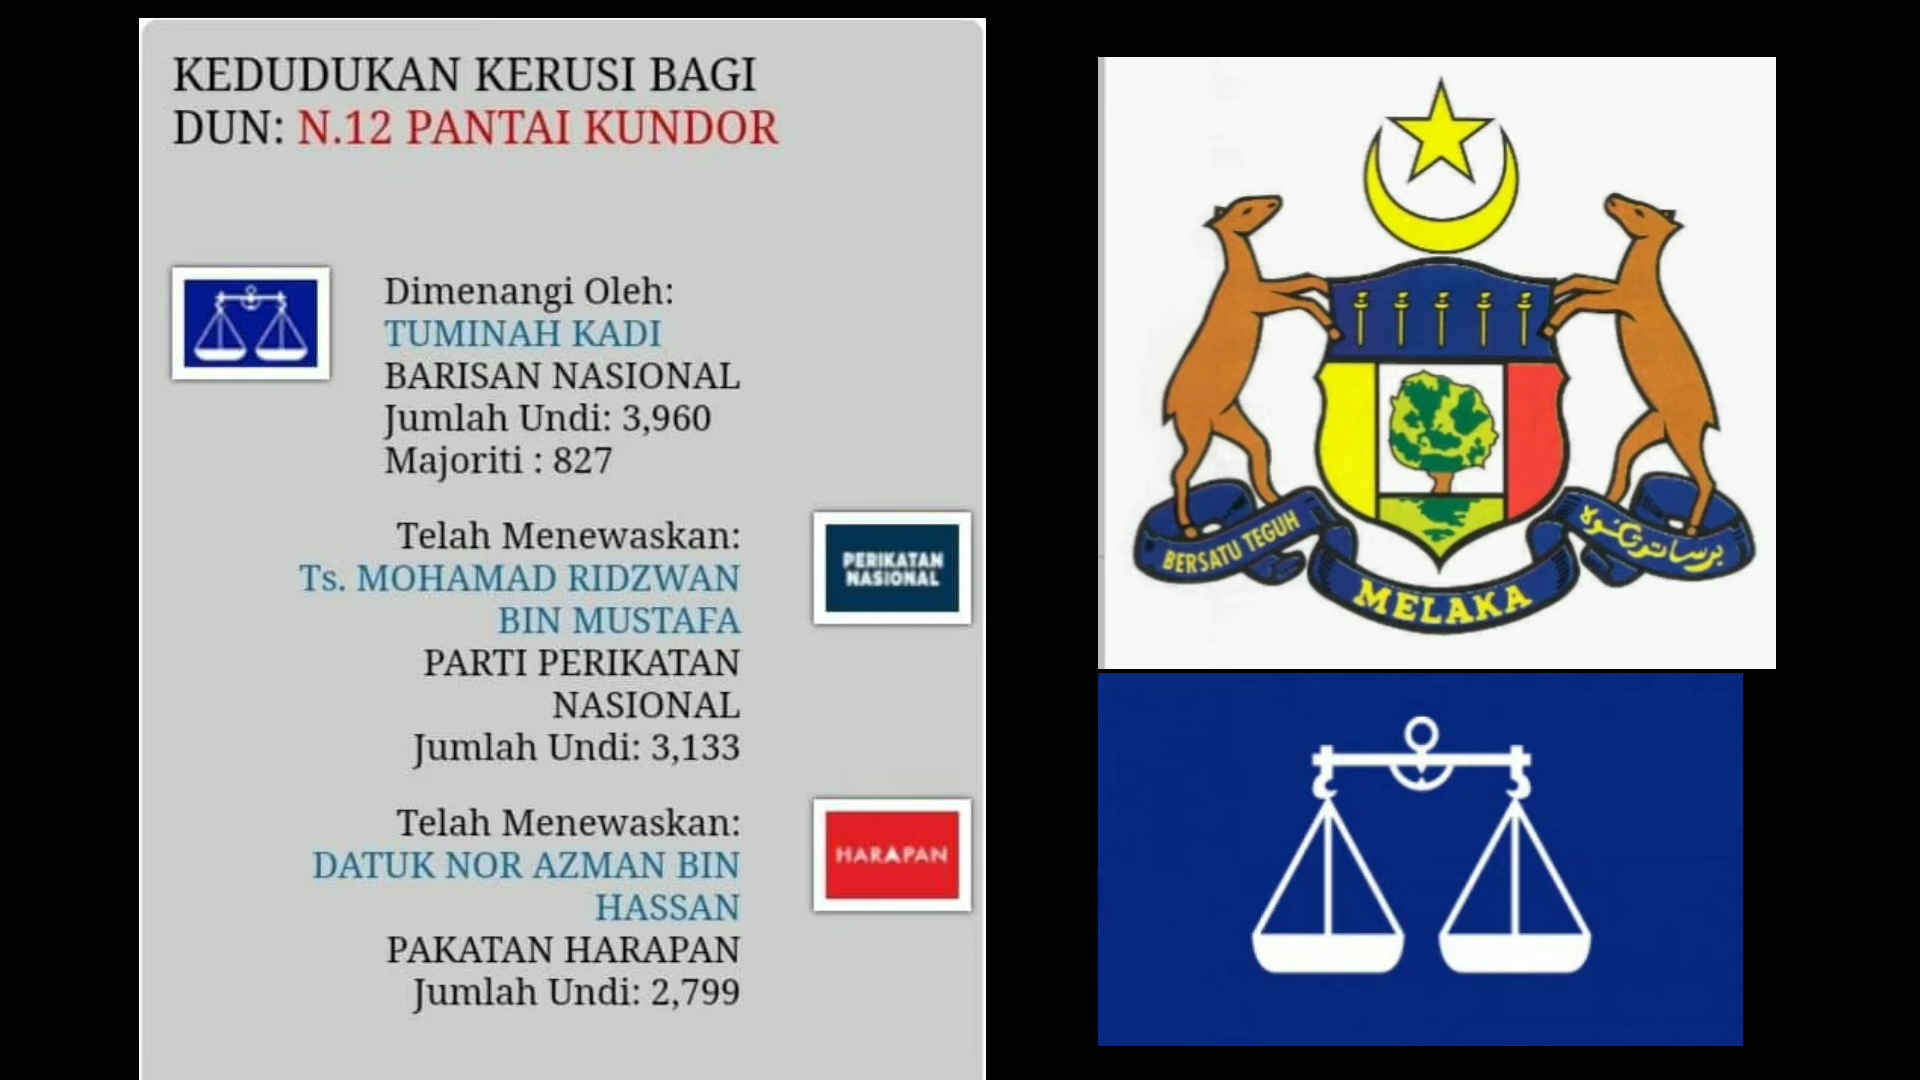 KEDUDUKAN KERUSI BAGI
DUN: N.12 PANTAI KUNDOR
Dimenangi Oleh:
TUMINAH KADI
BARISAN NASIONAL
Jumlah Undi: 3,960
Majoriti : 827
Telah Menewaskan:
Ts. MOHAMAD RIDZWAN
BIN MUSTAFA
PARTI PERIKATAN
NASIONAL
Jumlah Undi: 3,133
PERIKATAN
NASIONAL
Telah Menewaskan:
DATUK NOR AZMAN BIN
HASSAN
PAKATAN HARAPAN
Jumlah Undi: 2,799
HARAPAN
BERSATU TEGUH
MELAKA
برساتو تݢوه